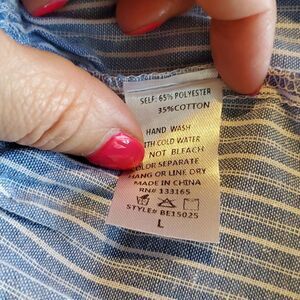 SELF: 65% POLYESTER
35%COTTON
HAND WASH
WITH COLD WATER
NOT BLEACH
COLOR SEPARATE
HANG OR LINE DRY
MADE IN CHINA
RN# 133165
STYLE# BE15025
L